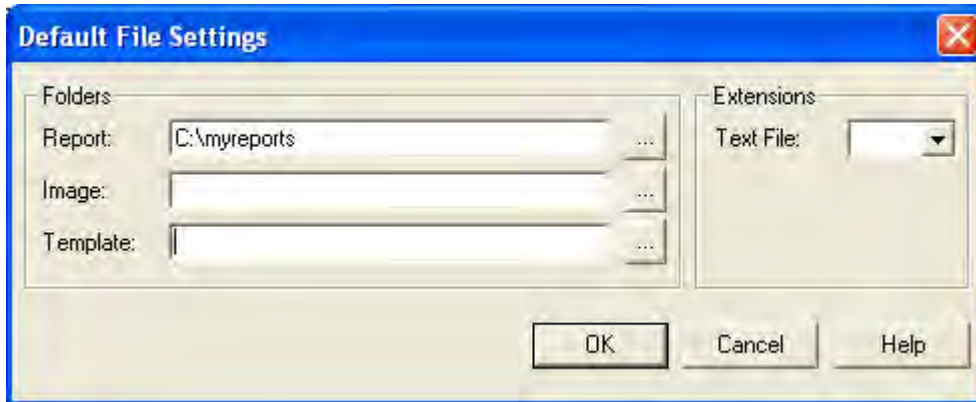 Default File Settings
Folders
Extensions
Report: C:\myreports ...
Text File:
Image: ...
Template: ...
OK Cancel Help